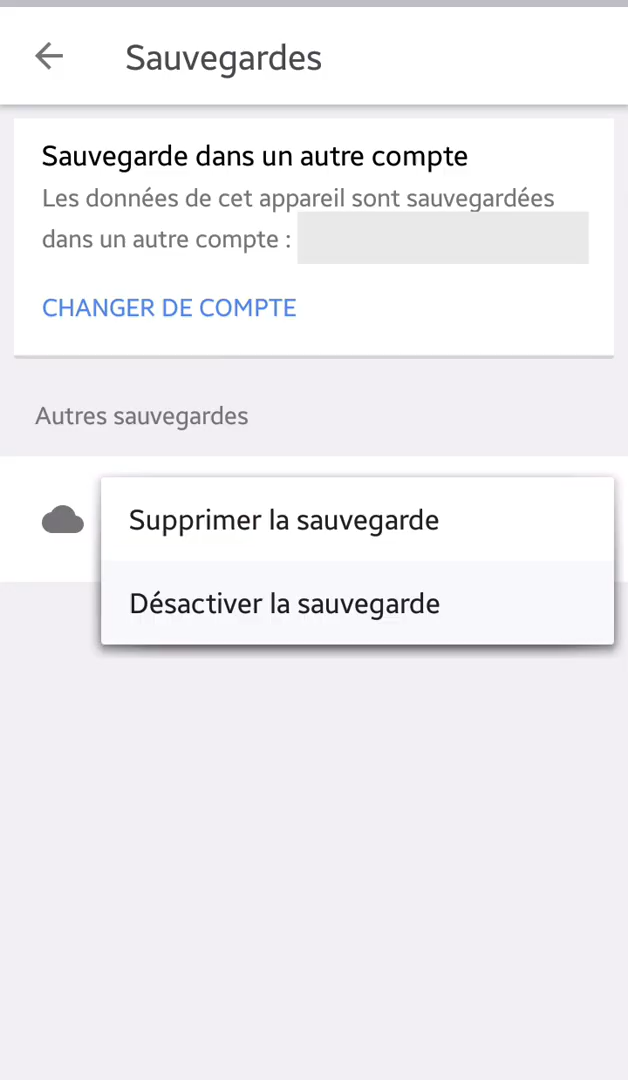 Sauvegardes
Sauvegarde dans un autre compte
Les données de cet appareil sont sauvegardées
dans un autre compte :
CHANGER DE COMPTE
Autres sauvegardes
Supprimer la sauvegarde
Désactiver la sauvegarde